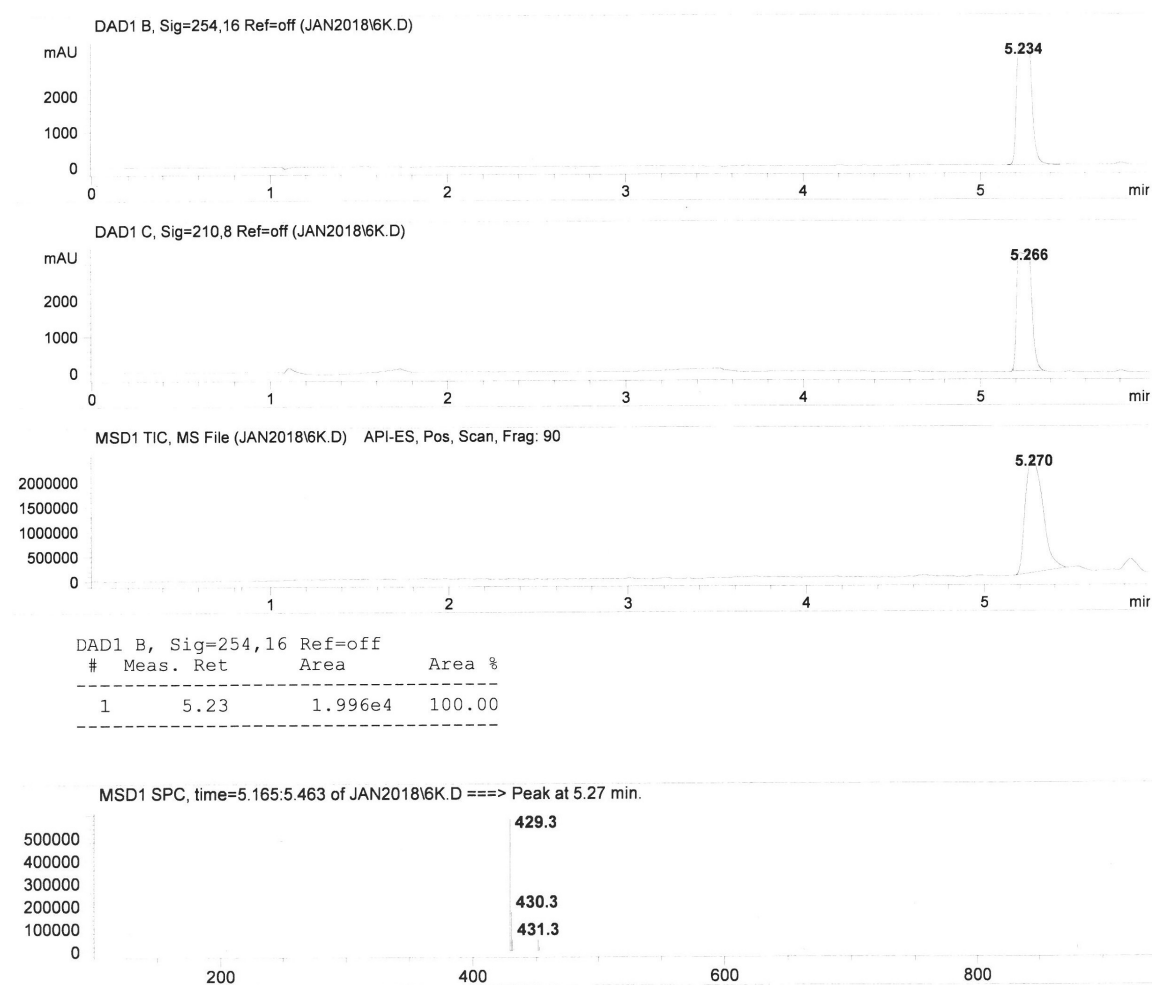 DAD1 B, Sig=254,16 Ref=off (JAN2018\6K.D)
mAU
5.234
2000
1000
0
0 1 2 3 4 5 mir
DAD1 C, Sig=210,8 Ref=off (JAN2018\6K.D)
mAU
5.266
2000
1000
0
0 1 2 3 4 5 mir
MSD1 TIC, MS File (JAN2018\6K.D) API-ES, Pos, Scan, Frag: 90
5.270
2000000
1500000
1000000
500000
0
1 2 3 4 5 mir
DAD1 B, Sig=254,16 Ref=off
# Meas. Ret Area Area %
1 5.23 1.996e4 100.00
MSD1 SPC, time=5.165:5.463 of JAN2018\6K.D ===> Peak at 5.27 min.
429.3
500000
400000
300000
430.3
200000
431.3
100000
0
200 400 600 800